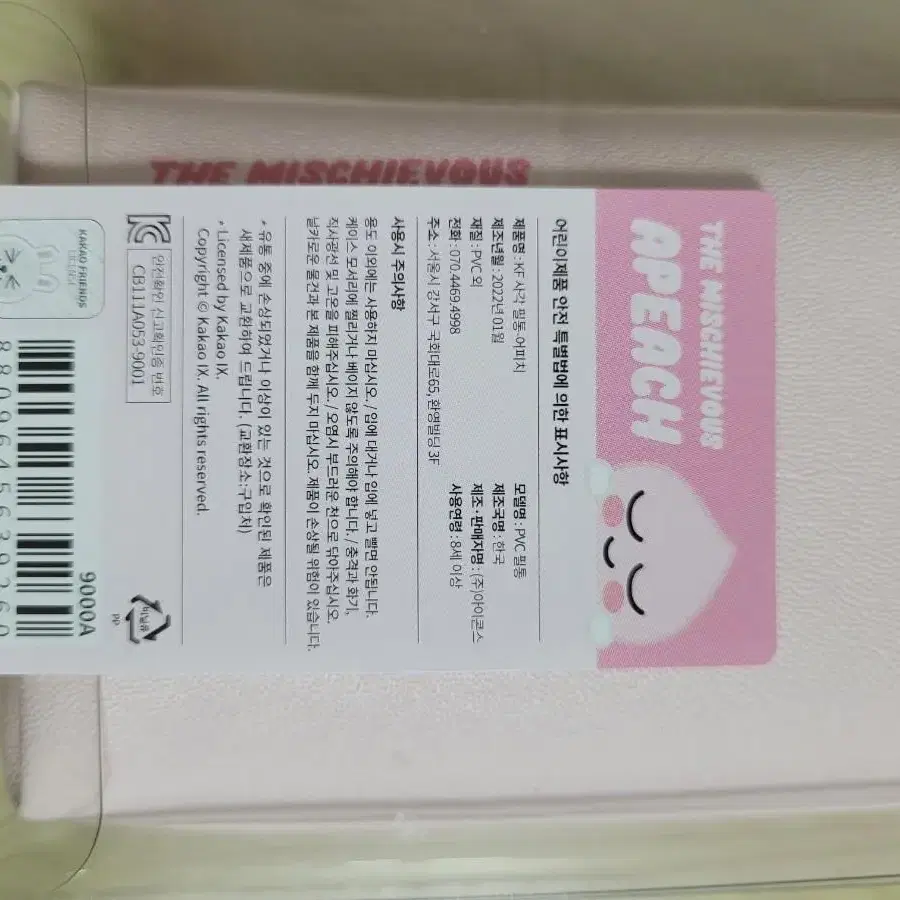 THE MISCHIEVOUS
THE MISCHIEVOUS
APEACH
어린이제품 안전 특별법에 의한 표시사항
제품명 : KF 사각 필통-어피치
모델명 : PVC 필통
제조년월 : 2022년 01월
제조국명 : 한국
재질 : PVC 외
제조·판매자명 : (주)아이콘스
전화 : 070.4469.4998
사용연령 : 8세 이상
주소 : 서울시 강서구 국회대로65, 환영빌딩 3F
사용시 주의사항
용도 이외에는 사용하지 마십시오. / 입에 대거나 입에 넣고 빨면 안됩니다.
케이스 모서리에 찔리거나 베이지 않도록 주의해야 합니다. / 충격과 화기,
직사광선 및 고온을 피해주십시오. / 오염시 부드러운 천으로 닦아주십시오.
날카로운 물건과 본 제품을 함께 두지 마십시오. 제품이 손상될 위험이 있습니다.
• 유통 중에 손상되었거나 이상이 있는 것으로 확인된 제품은
새제품으로 교환하여 드립니다. (교환장소:구입처)
• Licensed by Kakao IX.
Copyright © Kakao IX. All rights reserved.
안전확인 신고확인증 번호
CB111A053-9001
비닐류
PP
KAKAO FRIENDS
9000A
8809645639260